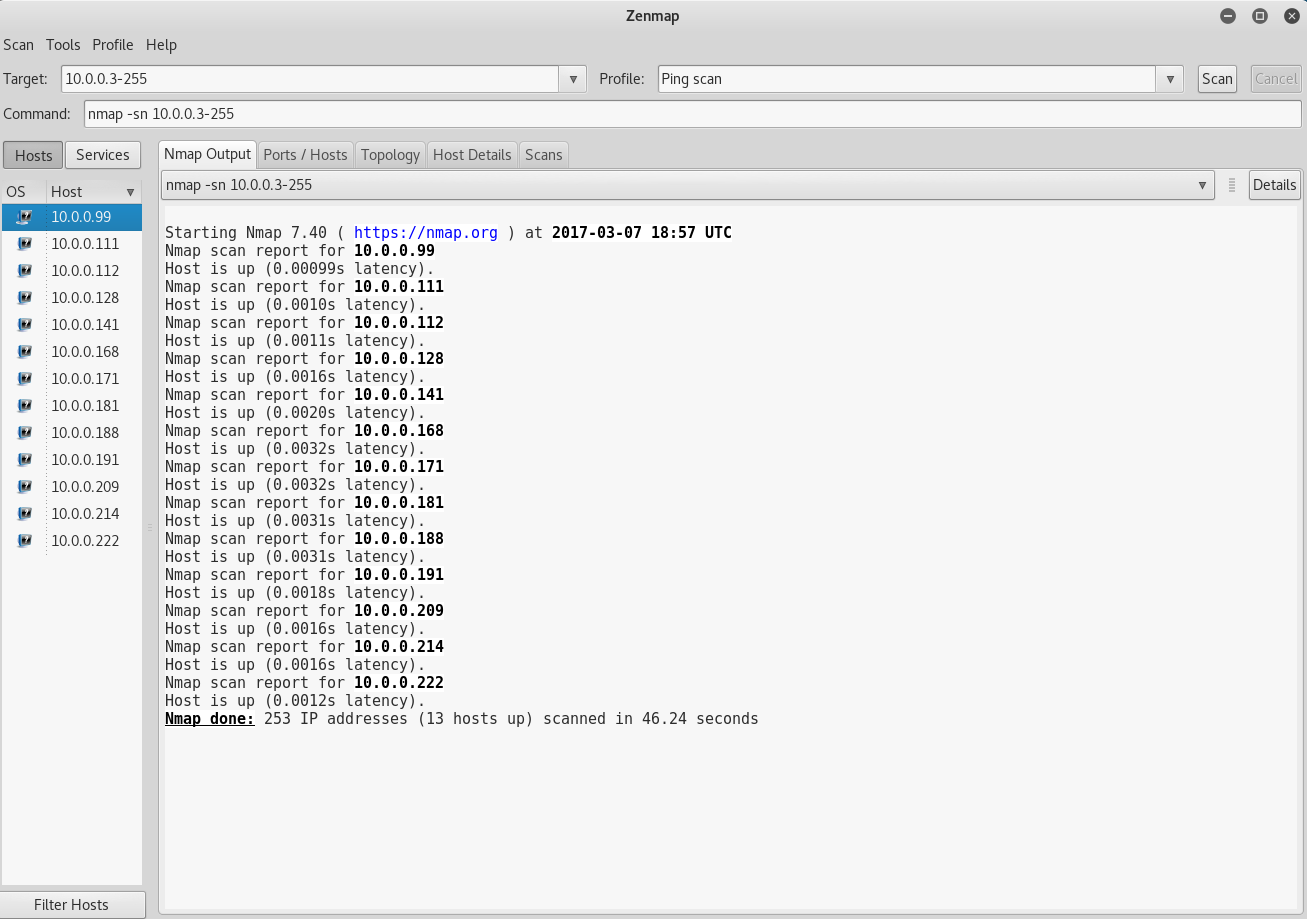 Zenmap
Scan Tools Profile Help
Target: 10.0.0.3-255 Profile: Ping scan Scan Cancel
Command: nmap -sn 10.0.0.3-255
Hosts Services
OS Host
10.0.0.99
10.0.0.111
10.0.0.112
10.0.0.128
10.0.0.141
10.0.0.168
10.0.0.171
10.0.0.181
10.0.0.188
10.0.0.191
10.0.0.209
10.0.0.214
10.0.0.222
Filter Hosts
Nmap Output Ports / Hosts Topology Host Details Scans
nmap -sn 10.0.0.3-255 Details
Starting Nmap 7.40 ( https://nmap.org ) at 2017-03-07 18:57 UTC
Nmap scan report for 10.0.0.99
Host is up (0.00099s latency).
Nmap scan report for 10.0.0.111
Host is up (0.0010s latency).
Nmap scan report for 10.0.0.112
Host is up (0.0011s latency).
Nmap scan report for 10.0.0.128
Host is up (0.0016s latency).
Nmap scan report for 10.0.0.141
Host is up (0.0020s latency).
Nmap scan report for 10.0.0.168
Host is up (0.0032s latency).
Nmap scan report for 10.0.0.171
Host is up (0.0032s latency).
Nmap scan report for 10.0.0.181
Host is up (0.0031s latency).
Nmap scan report for 10.0.0.188
Host is up (0.0031s latency).
Nmap scan report for 10.0.0.191
Host is up (0.0018s latency).
Nmap scan report for 10.0.0.209
Host is up (0.0016s latency).
Nmap scan report for 10.0.0.214
Host is up (0.0016s latency).
Nmap scan report for 10.0.0.222
Host is up (0.0012s latency).
Nmap done: 253 IP addresses (13 hosts up) scanned in 46.24 seconds